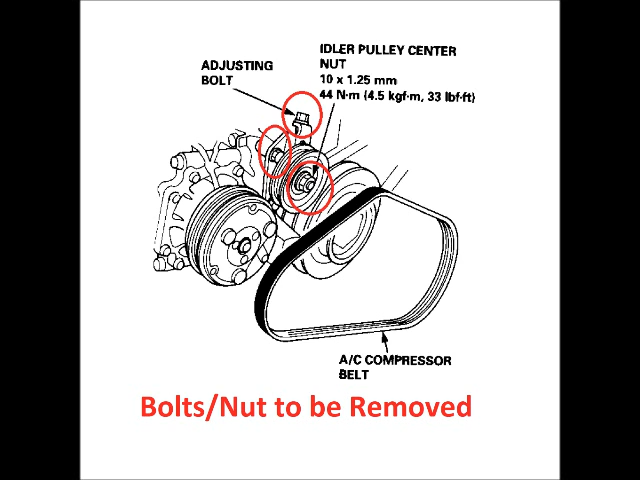 ADJUSTING
BOLT
IDLER PULLEY CENTER
NUT
10 x 1.25 mm
44 N·m (4.5 kgf·m, 33 lbf·ft)
A/C COMPRESSOR
BELT
Bolts/Nut to be Removed